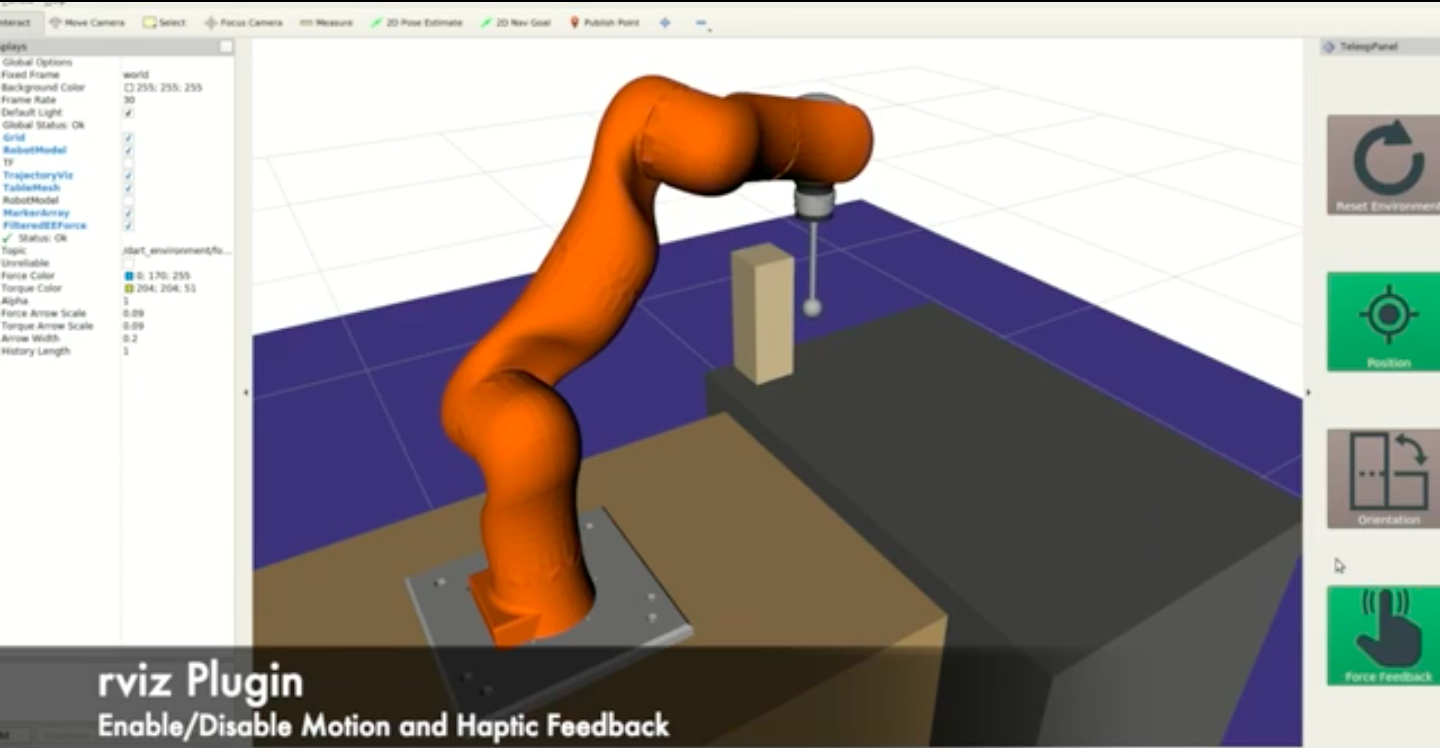 nteract Move Camera Select Focus Camera Measure 2D Pose Estimate 2D Nav Goal Publish Point
splays
TeleopPanel
Global Options
Fixed Frame world
Background Color 255; 255; 255
Frame Rate 30
Default Light
Global Status: Ok
Grid
RobotModel
TF
TrajectoryViz
TableMesh
RobotModel
MarkerArray
FilteredEEForce
Status: Ok
Topic /dart_environment/fo...
Unreliable
Force Color 0; 170; 255
Torque Color 204; 204; 51
Alpha 1
Force Arrow Scale 0.09
Torque Arrow Scale 0.09
Arrow Width 0.2
History Length 1
Reset Environment
Position
Orientation
Force Feedback
rviz Plugin
Enable/Disable Motion and Haptic Feedback